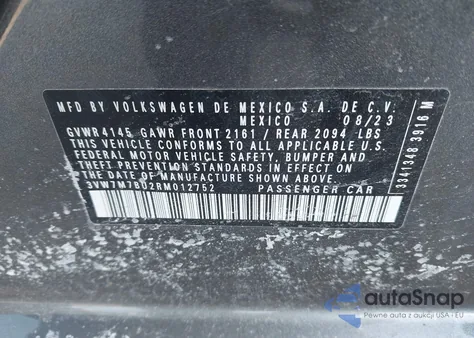 MFD BY VOLKSWAGEN DE MEXICO S.A. DE C.V.
MEXICO 08/23
GVWR 4145 GAWR FRONT 2161 / REAR 2094 LBS
THIS VEHICLE CONFORMS TO ALL APPLICABLE U.S.
FEDERAL MOTOR VEHICLE SAFETY, BUMPER AND
THEFT PREVENTION STANDARDS IN EFFECT ON
THE DATE OF MANUFACTURE SHOWN ABOVE.
3VW7M7BU2RM012752 PASSENGER CAR
3341348 3916 M
autoSnap
Pewne auta z aukcji USA i EU